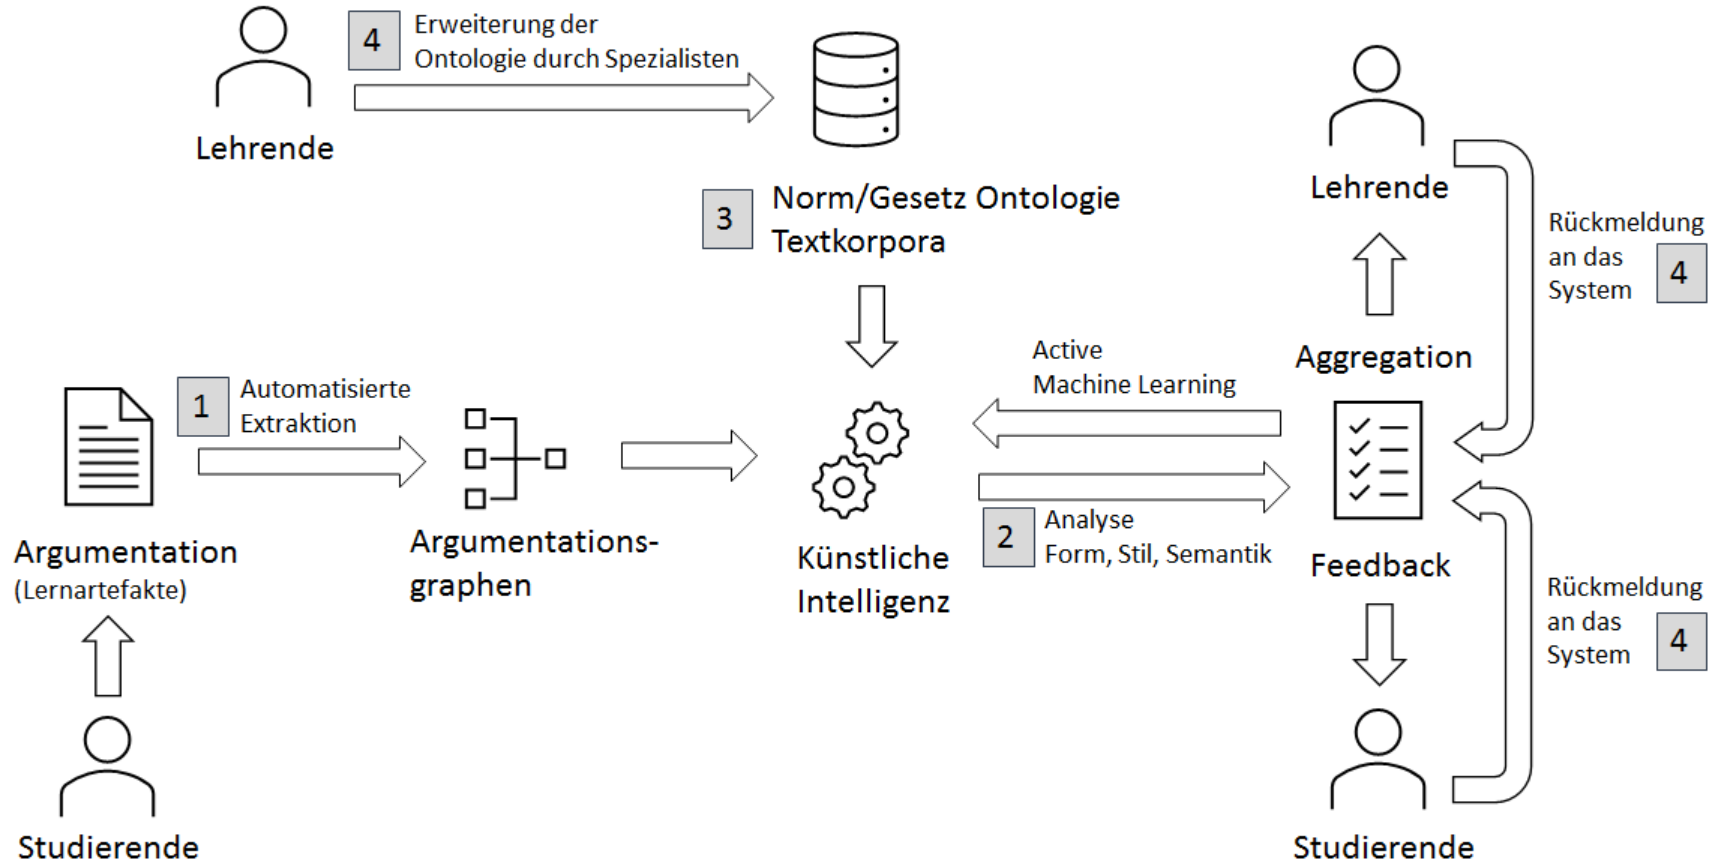 4
Erweiterung der
Ontologie durch Spezialisten
Lehrende
3
Norm/Gesetz Ontologie
Textkorpora
Lehrende
Rückmeldung
an das
System
4
Aggregation
Active
Machine Learning
1
Automatisierte
Extraktion
Argumentation
(Lernartefakte)
Argumentations-
graphen
Künstliche
Intelligenz
2
Analyse
Form, Stil, Semantik
Feedback
Rückmeldung
an das
System
4
Studierende
Studierende